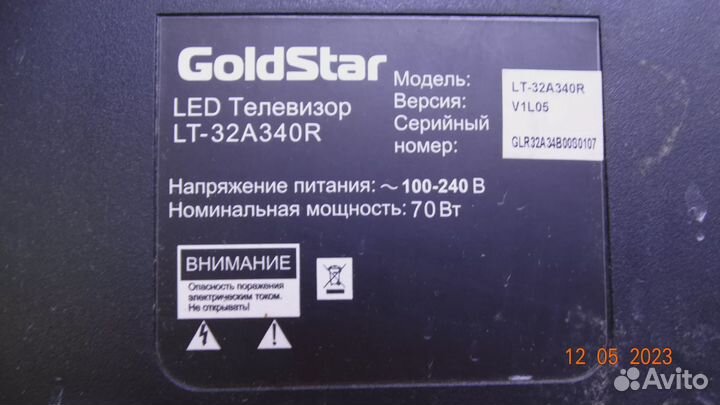 GoldStar
LED Телевизор
LT-32A340R
Модель:
Версия:
Серийный
номер:
LT-32A340R
V1L05
GLR32A34B00S0107
Напряжение питания: ~ 100-240 В
Номинальная мощность: 70 Вт
ВНИМАНИЕ
Опасность поражения
электрическим током.
Не открывать!
12 05 2023
Avito